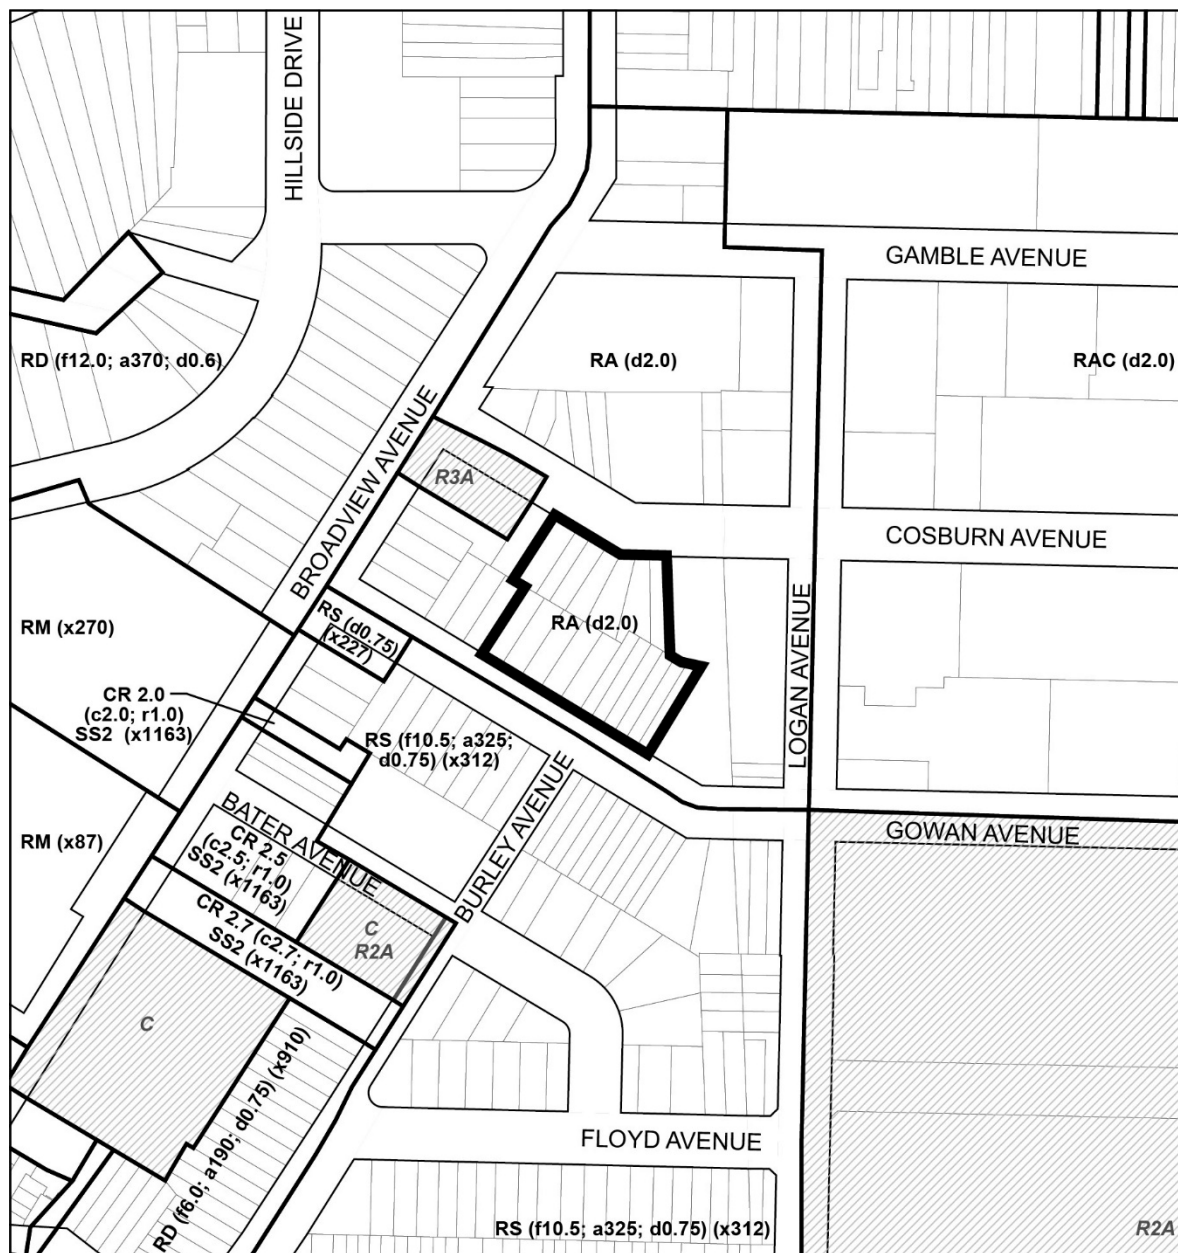 HILLSIDE DRIVE
GAMBLE AVENUE
RD (f12.0; a370; d0.6)
RA (d2.0)
RAC (d2.0)
BROADVIEW AVENUE
R3A
COSBURN AVENUE
RM (x270)
RS (d0.75)
(x227)
RA (d2.0)
LOGAN AVENUE
CR 2.0
(c2.0; r1.0)
SS2 (x1163)
RS (f10.5; a325;
d0.75) (x312)
BATER AVENUE
BURLEY AVENUE
GOWAN AVENUE
RM (x87)
CR 2.5
(c2.5; r1.0)
SS2 (x1163)
C
R2A
CR 2.7 (c2.7; r1.0)
SS2 (x1163)
C
RD (f6.0; a190; d0.75) (x910)
FLOYD AVENUE
RS (f10.5; a325; d0.75) (x312)
R2A